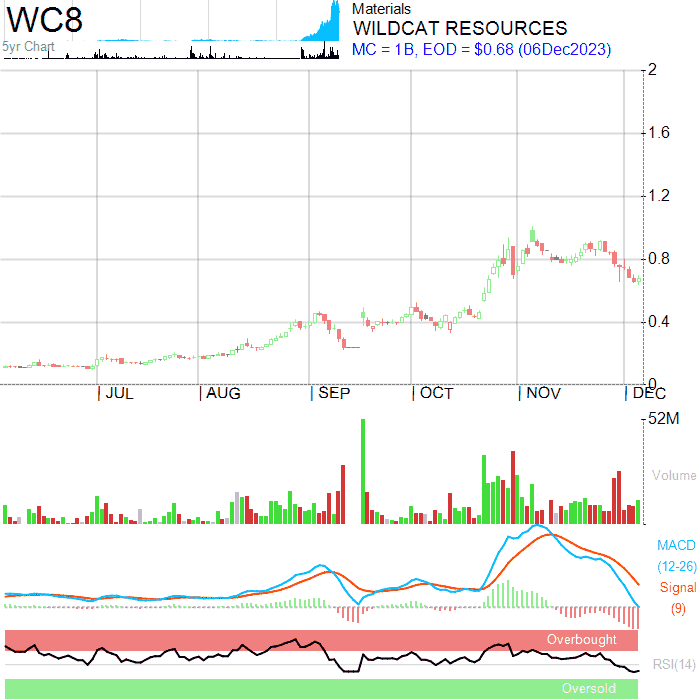 WC8
5yr Chart
Materials
WILDCAT RESOURCES
MC = 1B, EOD = $0.68 (06Dec2023)
2
1.6
1.2
0.8
0.4
0
JUL AUG SEP OCT NOV DEC
52M
Volume
MACD
(12-26)
Signal
(9)
Overbought
RSI(14)
Oversold